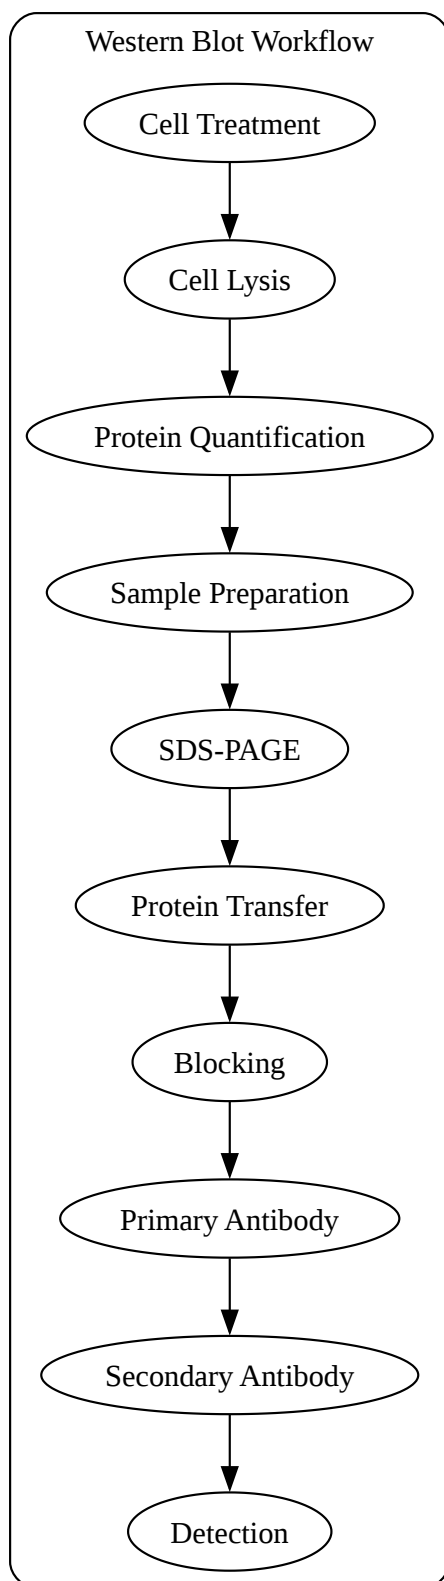 Western Blot Workflow
Cell Treatment
Cell Lysis
Protein Quantification
Sample Preparation
SDS-PAGE
Protein Transfer
Blocking
Primary Antibody
Secondary Antibody
Detection